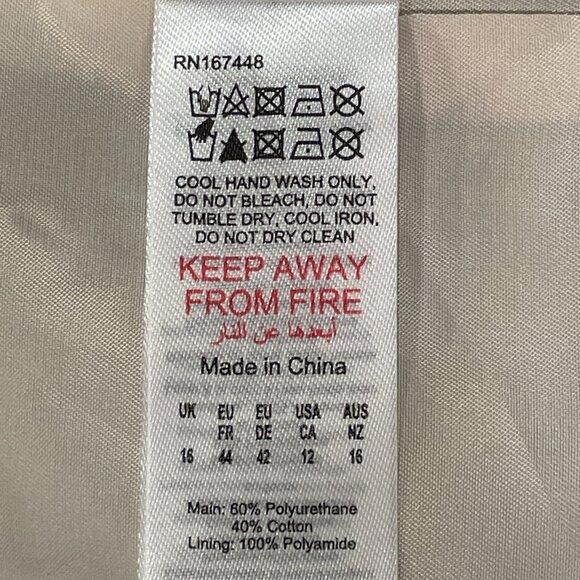 RN167448
COOL HAND WASH ONLY,
DO NOT BLEACH, DO NOT
TUMBLE DRY, COOL IRON,
DO NOT DRY CLEAN
KEEP AWAY
FROM FIRE
أبعدها عن النار
Made in China
UK EU EU USA AUS
FR DE CA NZ
16 44 42 12 16
Main: 60% Polyurethane
40% Cotton
Lining: 100% Polyamide